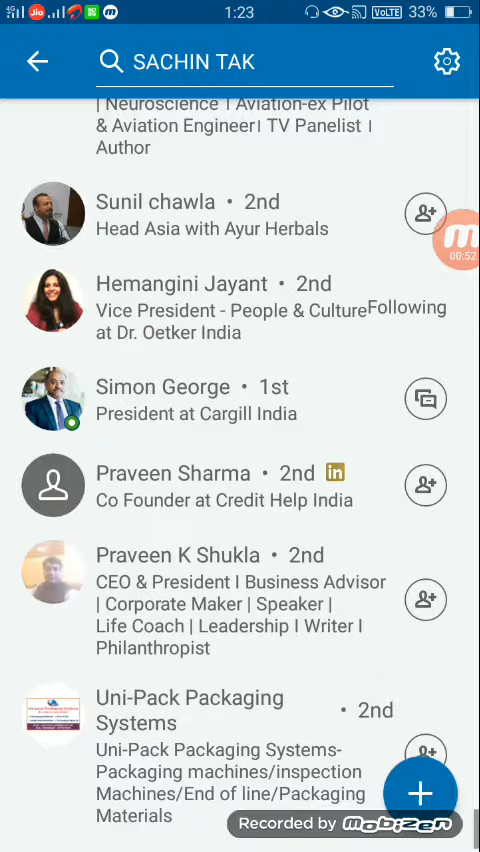 4G Jio 1:23 VoLTE 33%
SACHIN TAK
| Neuroscience I Aviation-ex Pilot
& Aviation Engineer। TV Panelist ।
Author
Sunil chawla • 2nd
Head Asia with Ayur Herbals
00:52
Hemangini Jayant • 2nd
Vice President - People & Culture Following
at Dr. Oetker India
Simon George • 1st
President at Cargill India
Praveen Sharma • 2nd in
Co Founder at Credit Help India
Praveen K Shukla • 2nd
CEO & President I Business Advisor
| Corporate Maker | Speaker |
Life Coach | Leadership I Writer I
Philanthropist
Uni-Pack Packaging
Systems • 2nd
Uni-Pack Packaging Systems-
Packaging machines/inspection
Machines/End of line/Packaging
Materials
Recorded by mobizen